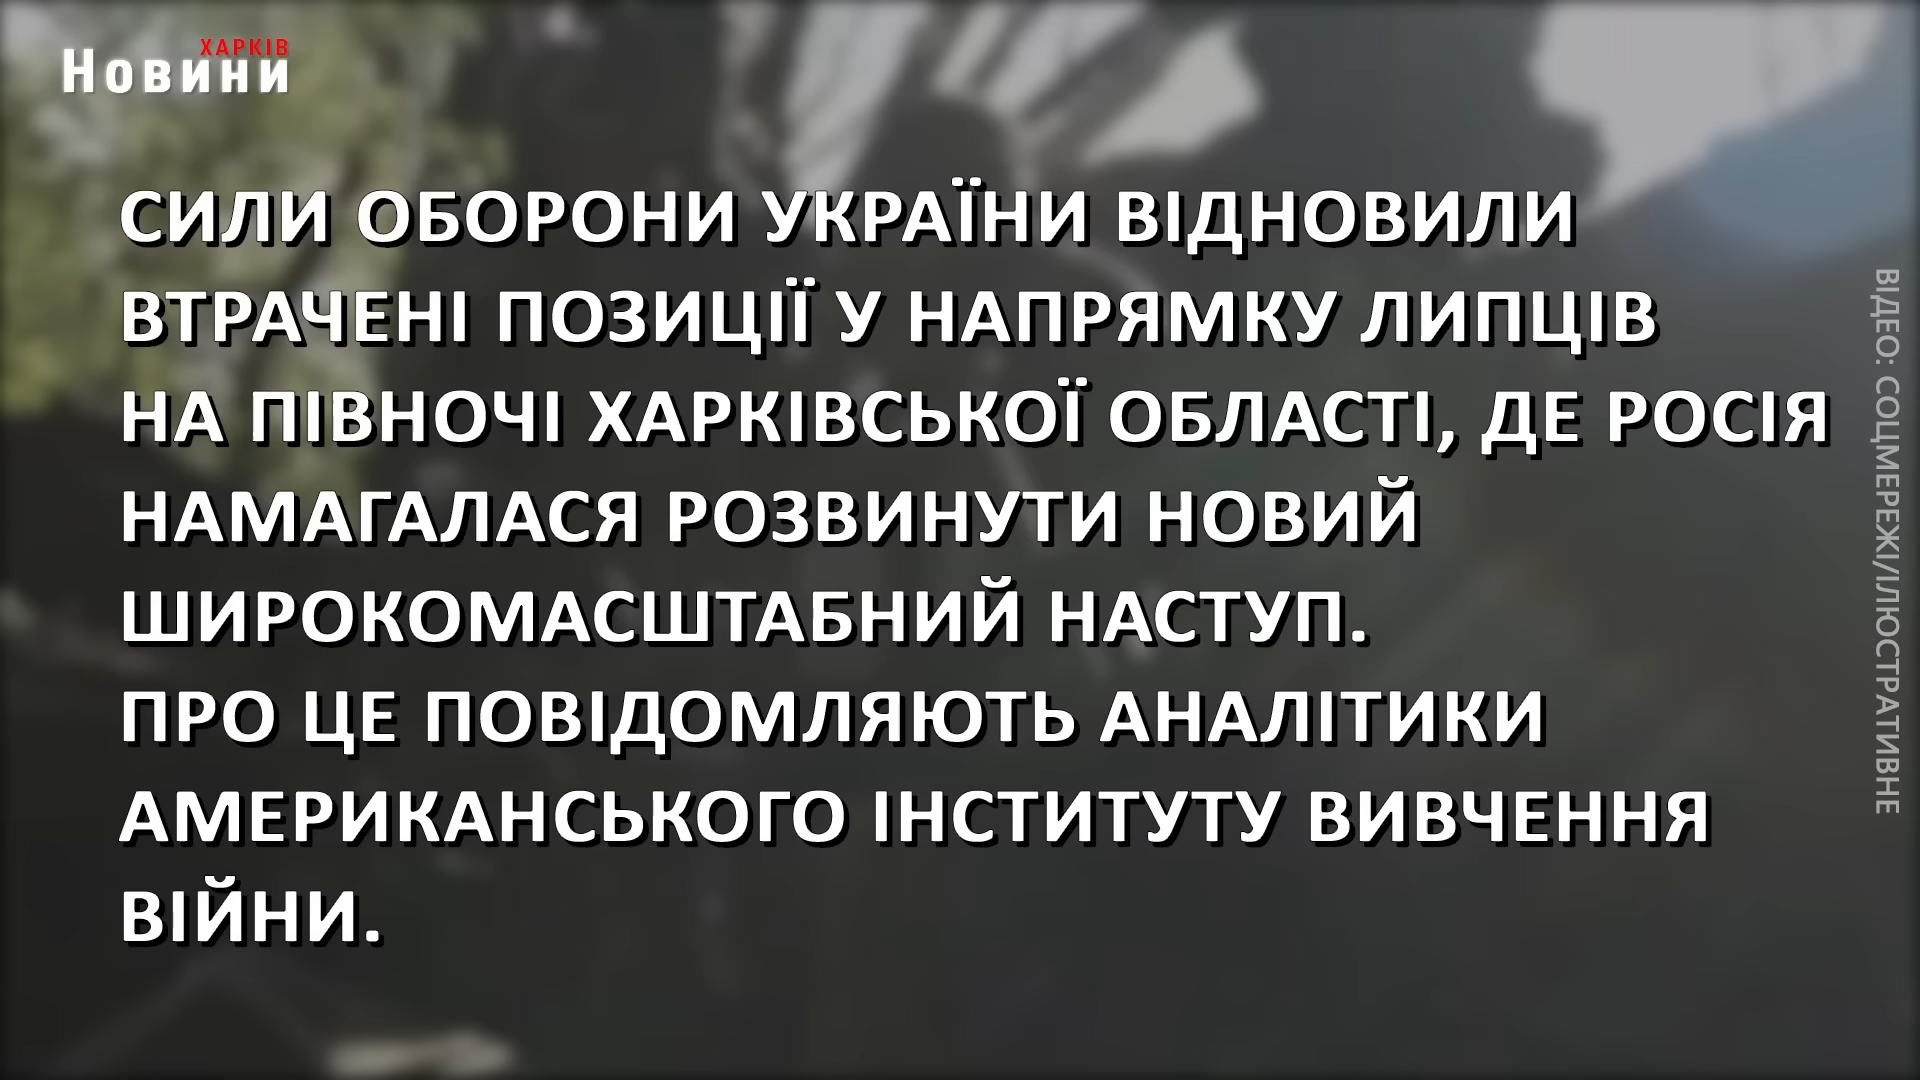 ХАРКІВ
Новини
СИЛИ ОБОРОНИ УКРАЇНИ ВІДНОВИЛИ
ВТРАЧЕНІ ПОЗИЦІЇ У НАПРЯМКУ ЛИПЦІВ
НА ПІВНОЧІ ХАРКІВСЬКОЇ ОБЛАСТІ, ДЕ РОСІЯ
НАМАГАЛАСЯ РОЗВИНУТИ НОВИЙ
ШИРОКОМАСШТАБНИЙ НАСТУП.
ПРО ЦЕ ПОВІДОМЛЯЮТЬ АНАЛІТИКИ
АМЕРИКАНСЬКОГО ІНСТИТУТУ ВИВЧЕННЯ
ВІЙНИ.
ВІДЕО: СОЦМЕРЕЖІ/ІЛЮСТРАТИВНЕ